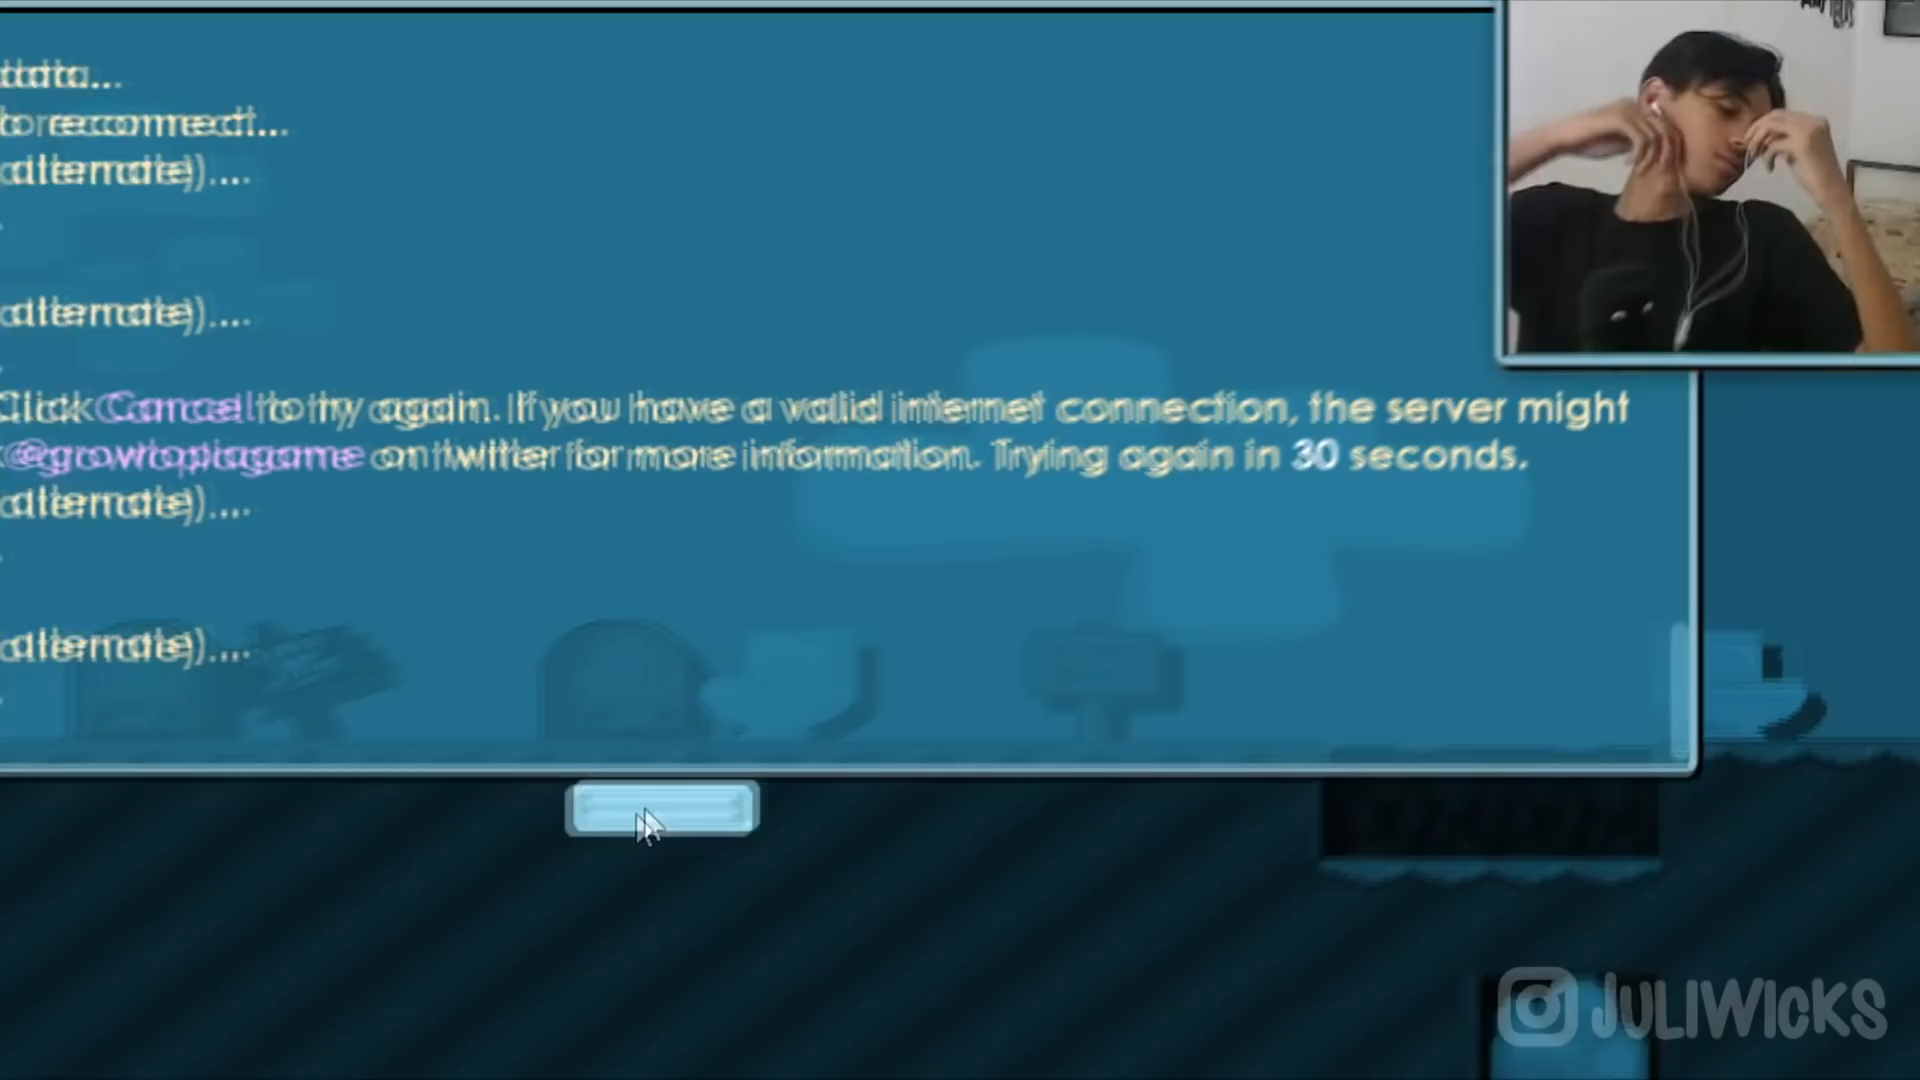 data...
to reconnect...
alternate)...
alternate)...
Click Cancel to try again. If you have a valid internet connection, the server might
@growtopiagame on twitter for more information. Trying again in 30 seconds.
alternate)...
alternate)...
JULIWICKS